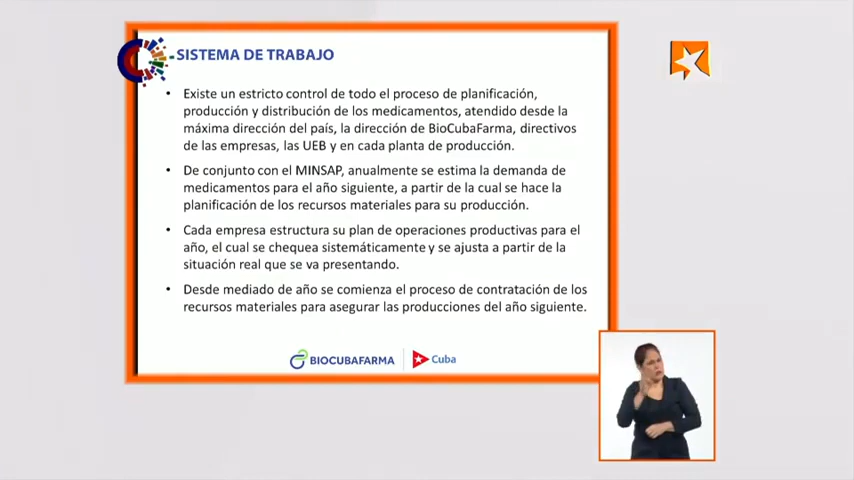 SISTEMA DE TRABAJO
• Existe un estricto control de todo el proceso de planificación,
producción y distribución de los medicamentos, atendido desde la
máxima dirección del país, la dirección de BioCubaFarma, directivos
de las empresas, las UEB y en cada planta de producción.
• De conjunto con el MINSAP, anualmente se estima la demanda de
medicamentos para el año siguiente, a partir de la cual se hace la
planificación de los recursos materiales para su producción.
• Cada empresa estructura su plan de operaciones productivas para el
año, el cual se chequea sistemáticamente y se ajusta a partir de la
situación real que se va presentando.
• Desde mediado de año se comienza el proceso de contratación de los
recursos materiales para asegurar las producciones del año siguiente.
BIOCUBAFARMA
Cuba